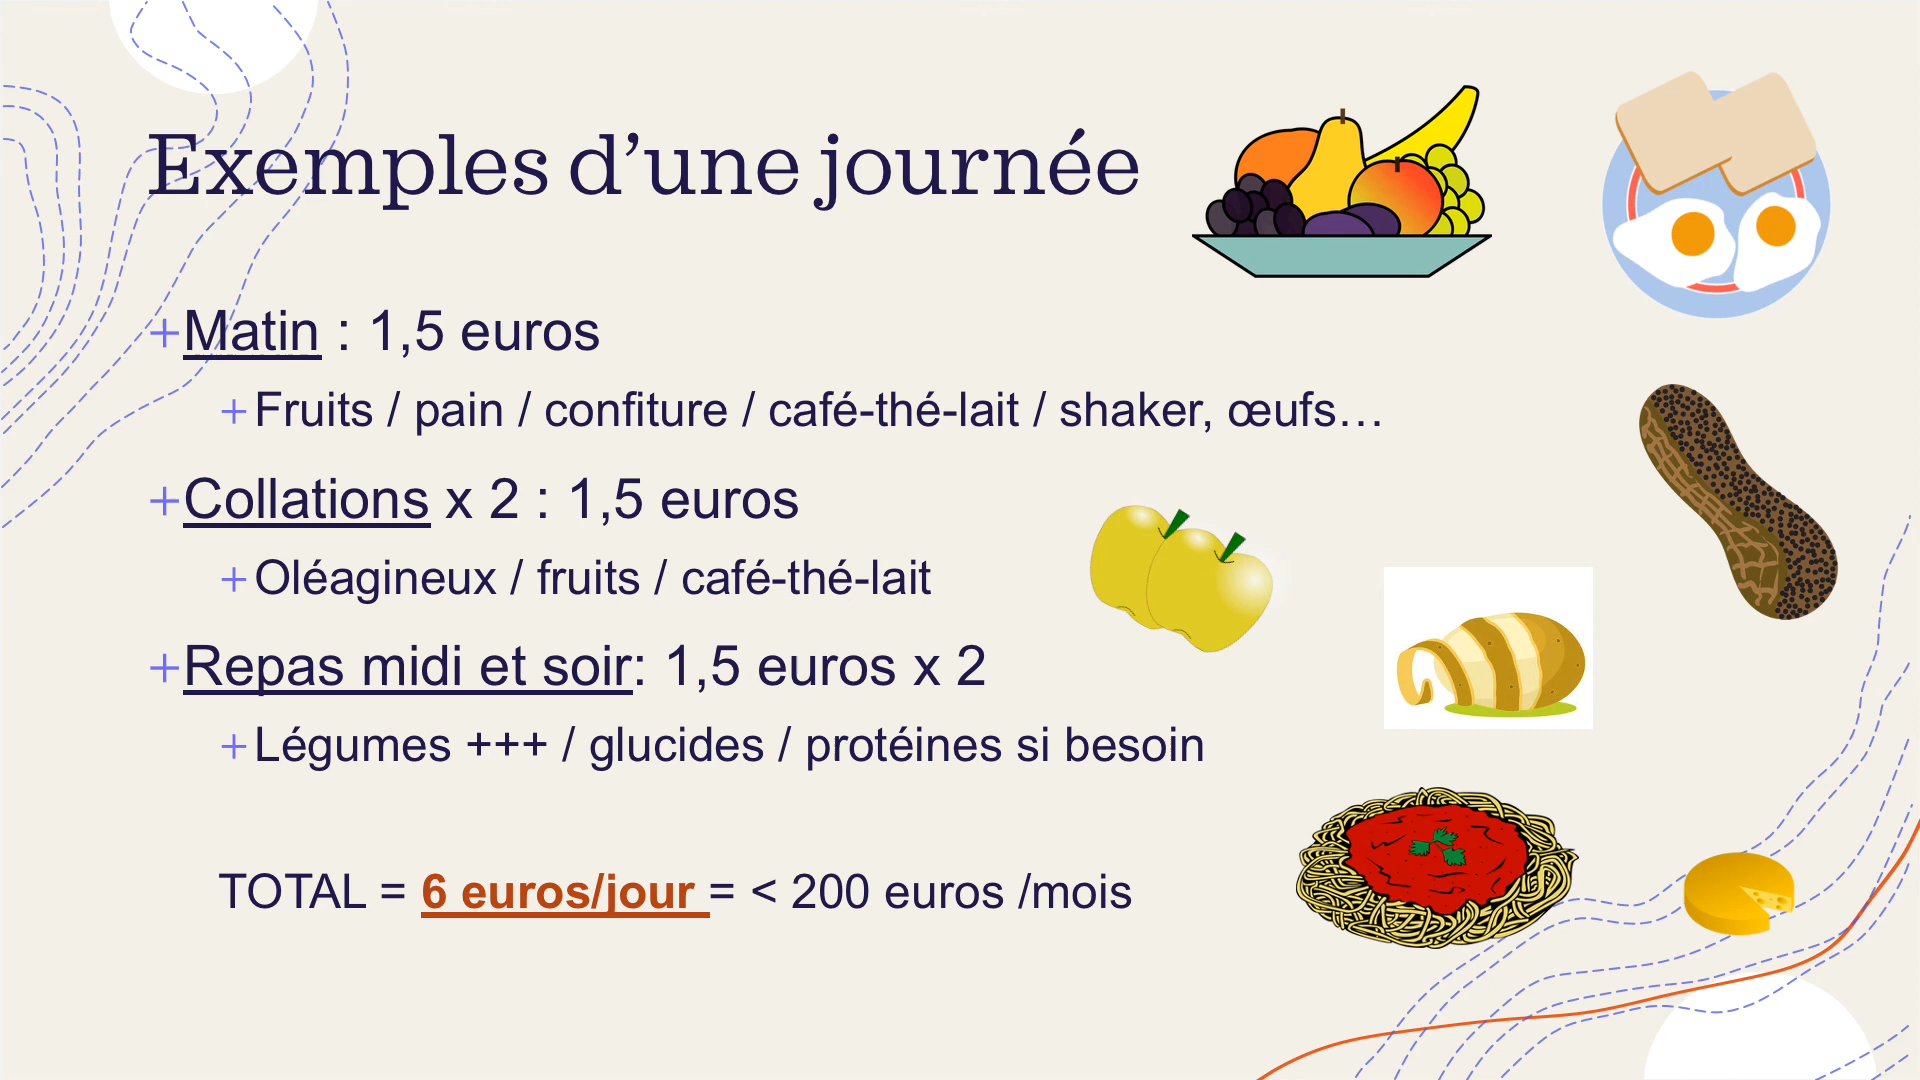 Exemples d’une journée
+Matin : 1,5 euros
+Fruits / pain / confiture / café-thé-lait / shaker, œufs…
+Collations x 2 : 1,5 euros
+Oléagineux / fruits / café-thé-lait
+Repas midi et soir: 1,5 euros x 2
+Légumes +++ / glucides / protéines si besoin
TOTAL = 6 euros/jour = < 200 euros /mois